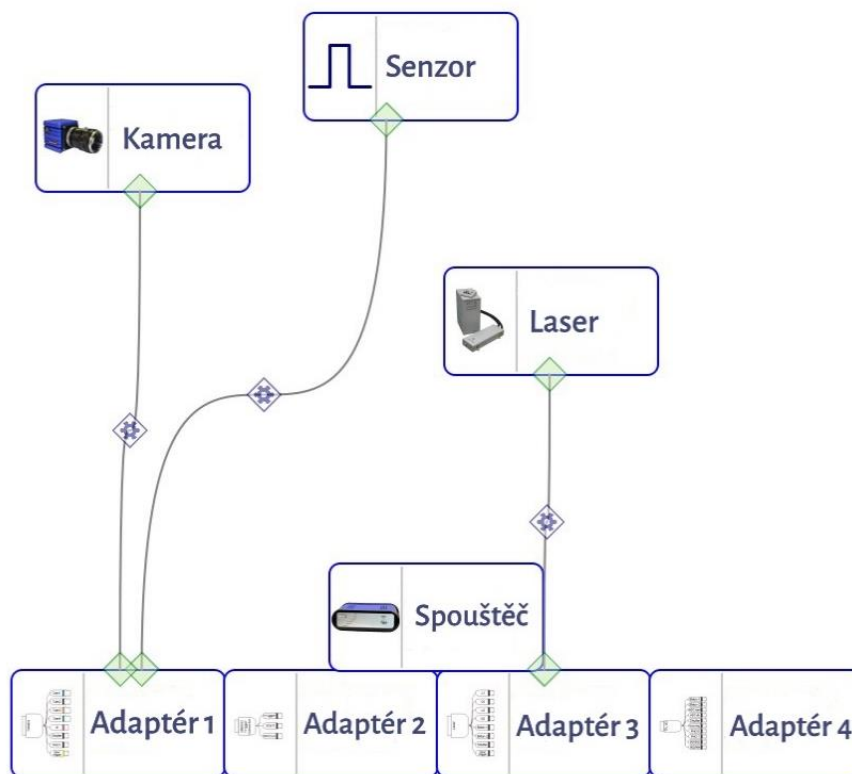 Senzor
Kamera
Laser
Spouštěč
Adaptér 1
Adaptér 2
Adaptér 3
Adaptér 4